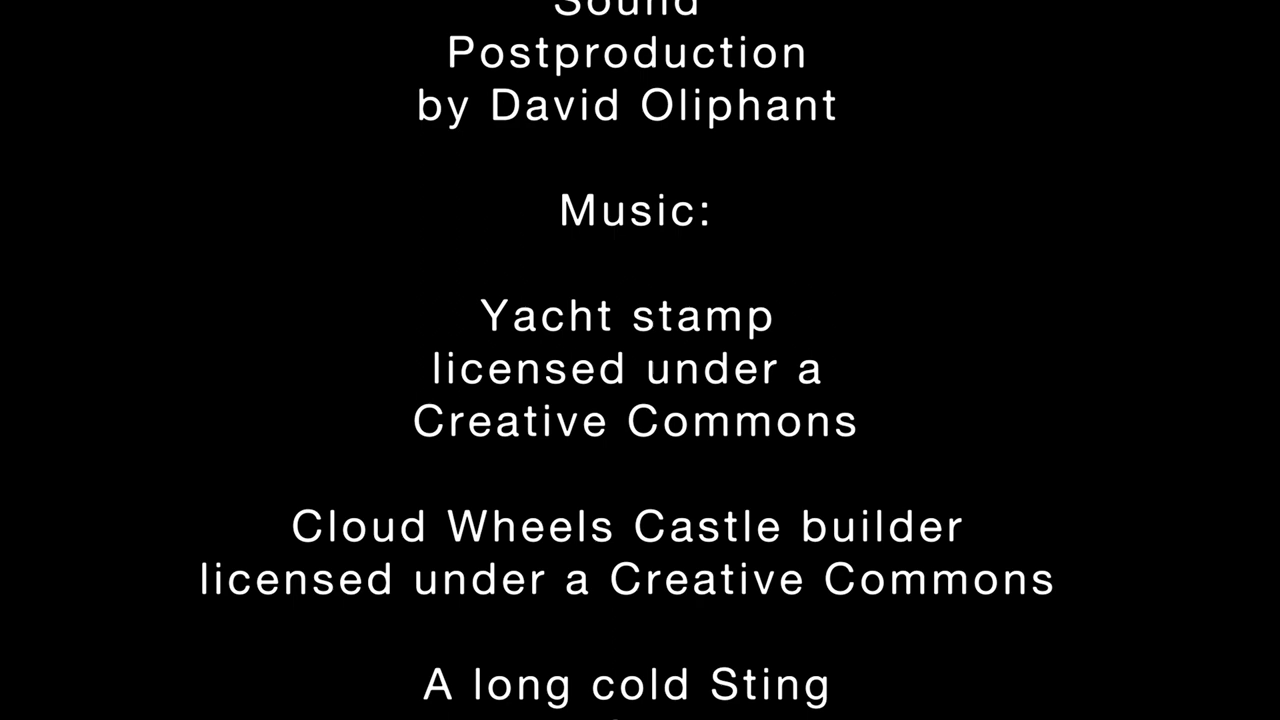 Sound
Postproduction
by David Oliphant
Music:
Yacht stamp
licensed under a
Creative Commons
Cloud Wheels Castle builder
licensed under a Creative Commons
A long cold Sting